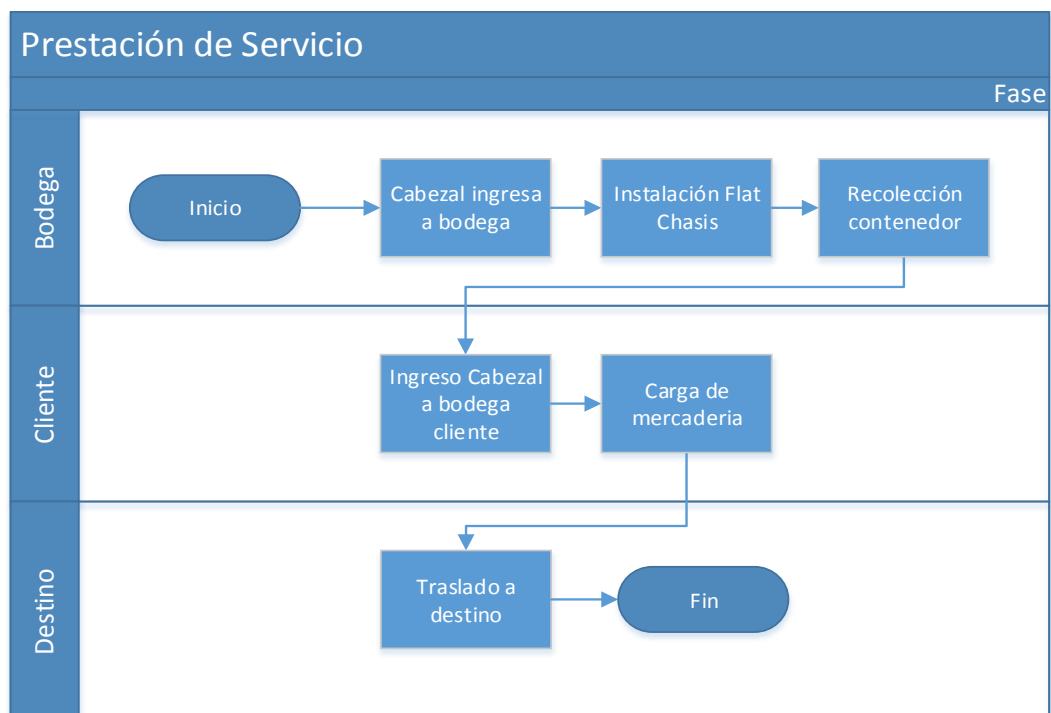 Prestación de Servicio
Fase
Bodega
Inicio
Cabezal ingresa
a bodega
Instalación Flat
Chasis
Recolección
contenedor
Cliente
Ingreso Cabezal
a bodega
cliente
Carga de
mercaderia
Destino
Traslado a
destino
Fin